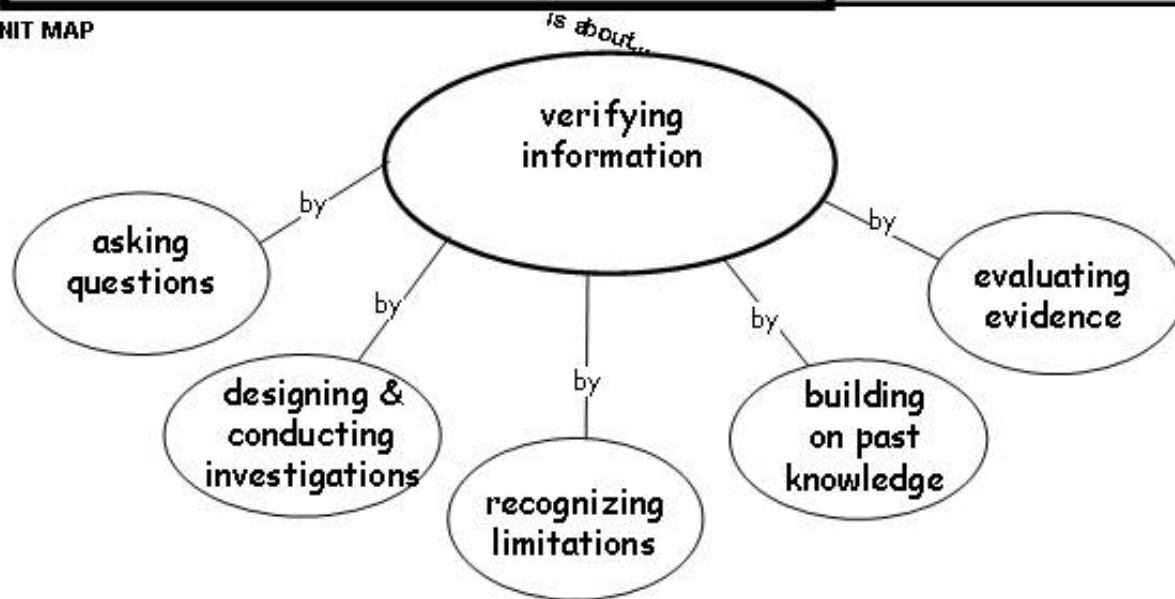 NIT MAP
is about...
verifying
information
by
by
by
by
by
asking
questions
designing &
conducting
investigations
recognizing
limitations
building
on past
knowledge
evaluating
evidence